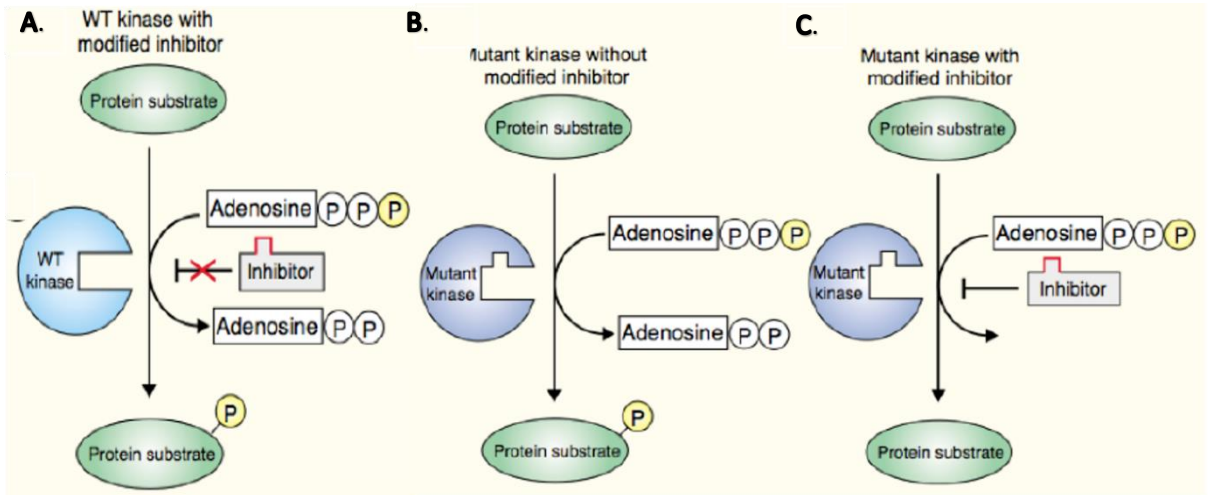 A.
WT kinase with
modified inhibitor
Protein substrate
Adenosine P P P
WT
kinase
Inhibitor
Adenosine P P
P
Protein substrate
B.
Mutant kinase without
modified inhibitor
Protein substrate
Adenosine P P P
Mutant
kinase
Adenosine P P
P
Protein substrate
C.
Mutant kinase with
modified inhibitor
Protein substrate
Adenosine P P P
Mutant
kinase
Inhibitor
Protein substrate